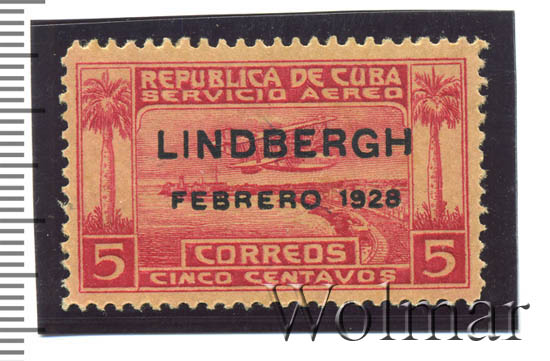 REPUBLICA DE CUBA
SERVICIO AEREO
LINDBERGH
FEBRERO 1928
5 CORREOS 5
CINCO CENTAVOS
Wolmar